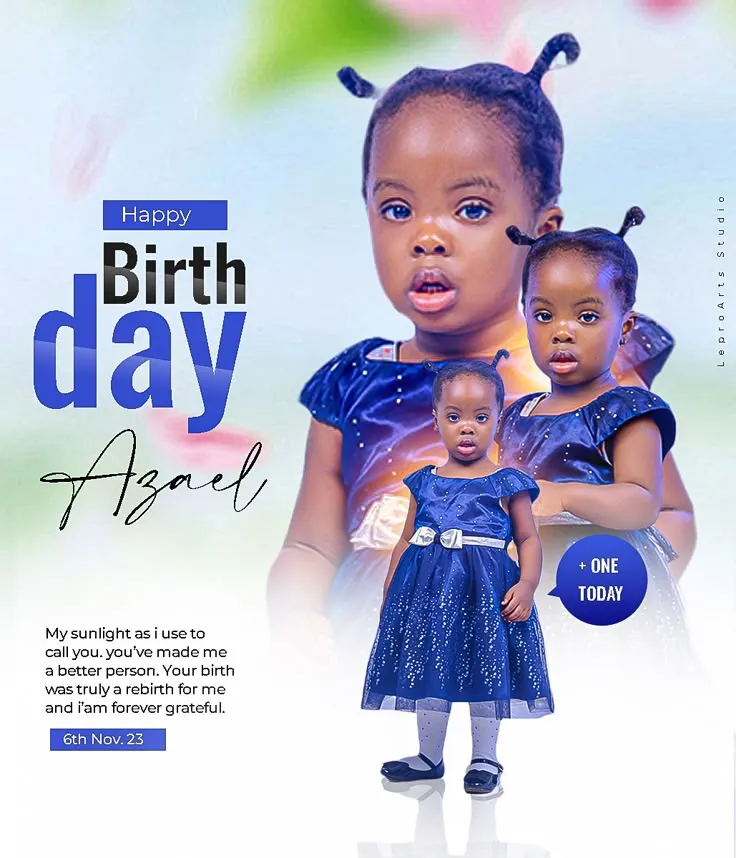 Happy
Birth
day
Azael
My sunlight as i use to
call you. you've made me
a better person. Your birth
was truly a rebirth for me
and i'am forever grateful.
6th Nov. 23
+ ONE
TODAY
LeproArts Studio